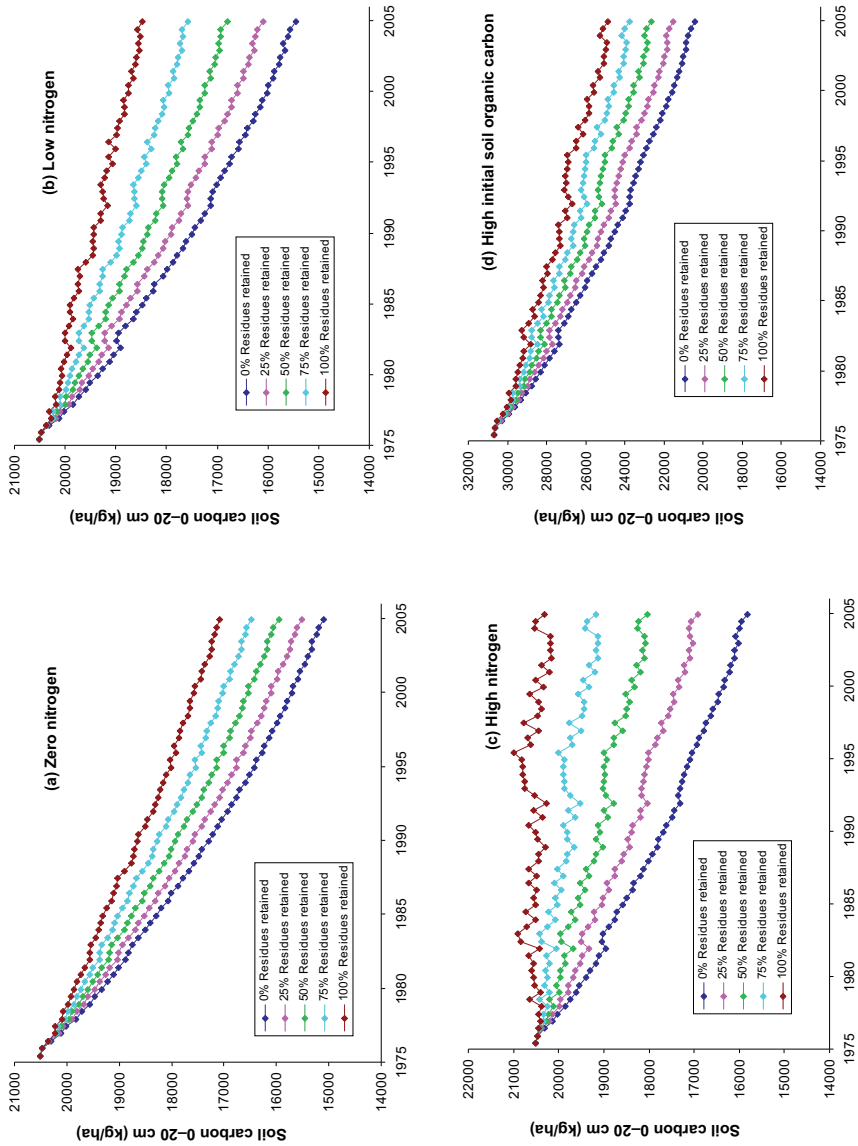 (a) Zero nitrogen
Soil carbon 0–20 cm (kg/ha)
21000
20000
19000
18000
17000
16000
15000
14000
1975
1980
1985
1990
1995
2000
2005
0% Residues retained
25% Residues retained
50% Residues retained
75% Residues retained
100% Residues retained
(b) Low nitrogen
Soil carbon 0–20 cm (kg/ha)
21000
20000
19000
18000
17000
16000
15000
14000
1975
1980
1985
1990
1995
2000
2005
0% Residues retained
25% Residues retained
50% Residues retained
75% Residues retained
100% Residues retained
(c) High nitrogen
Soil carbon 0–20 cm (kg/ha)
21000
20000
19000
18000
17000
16000
15000
14000
1975
1980
1985
1990
1995
2000
2005
0% Residues retained
25% Residues retained
50% Residues retained
75% Residues retained
100% Residues retained
(d) High initial soil organic carbon
Soil carbon 0–20 cm (kg/ha)
32000
30000
28000
26000
24000
22000
20000
18000
16000
14000
1975
1980
1985
1990
1995
2000
2005
0% Residues retained
25% Residues retained
50% Residues retained
75% Residues retained
100% Residues retained